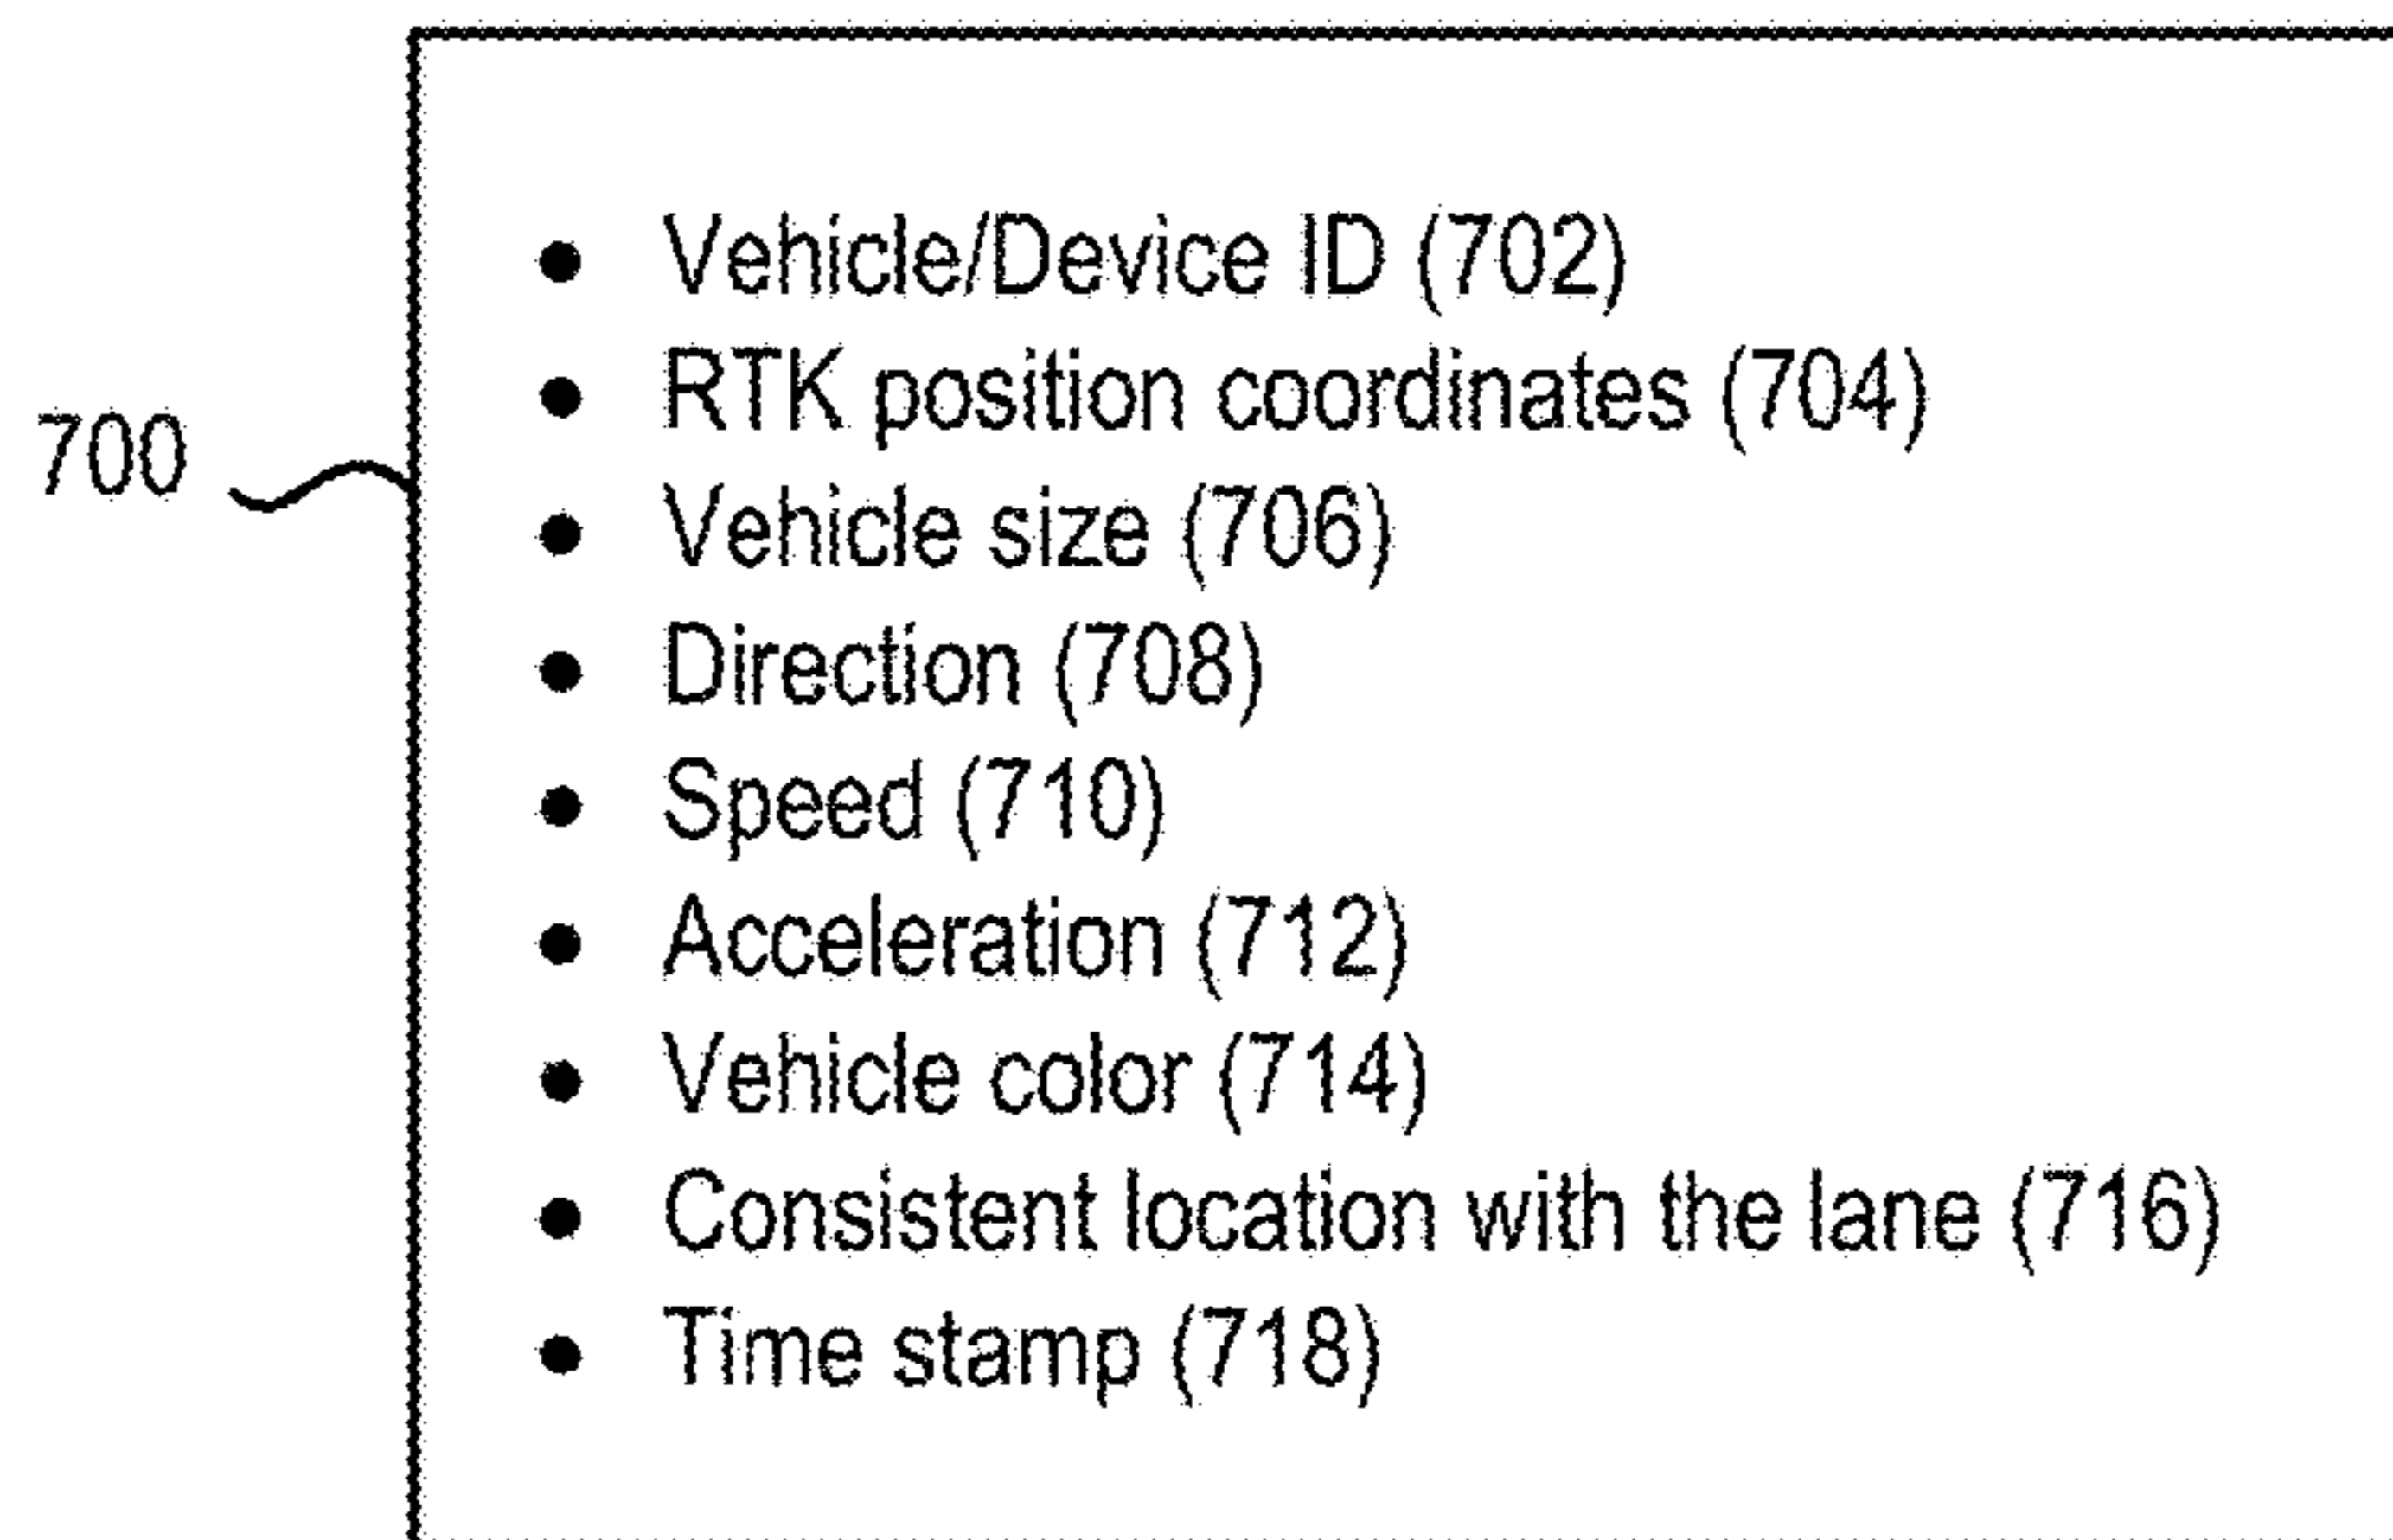 • Vehicle/Device ID (702)
• RTK position coordinates (704)
700
• Vehicle size (706)
• Direction (708)
• Speed (710)
• Acceleration (712)
• Vehicle color (714)
• Consistent location with the lane (716)
• Time stamp (718)